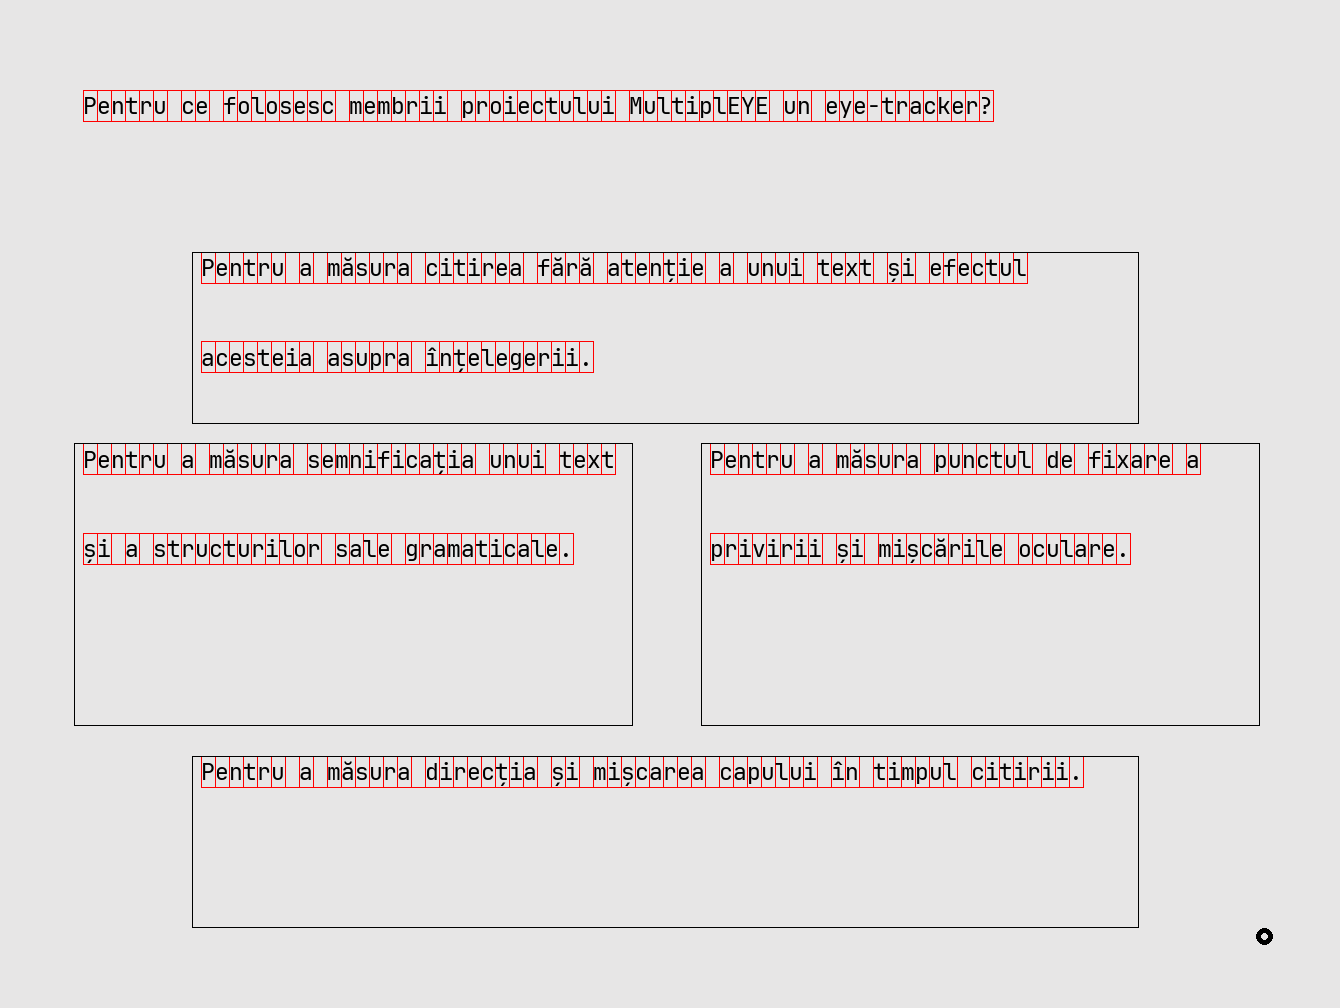 Pentru ce folosesc membrii proiectului MultiplEYE un eye-tracker?
Pentru a măsura citirea fără atenție a unui text și efectul
acesteia asupra înțelegerii.
Pentru a măsura semnificația unui text
și a structurilor sale gramaticale.
Pentru a măsura punctul de fixare a
privirii și mișcările oculare.
Pentru a măsura direcția și mișcarea capului în timpul citirii.